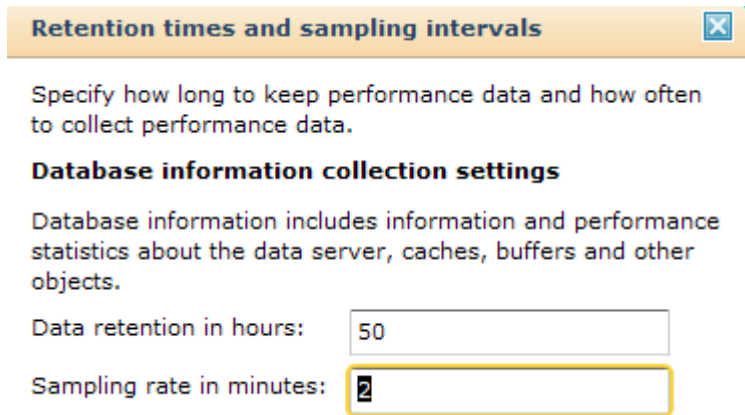 Retention times and sampling intervals
Specify how long to keep performance data and how often
to collect performance data.
Database information collection settings
Database information includes information and performance
statistics about the data server, caches, buffers and other
objects.
Data retention in hours: 50
Sampling rate in minutes: 2